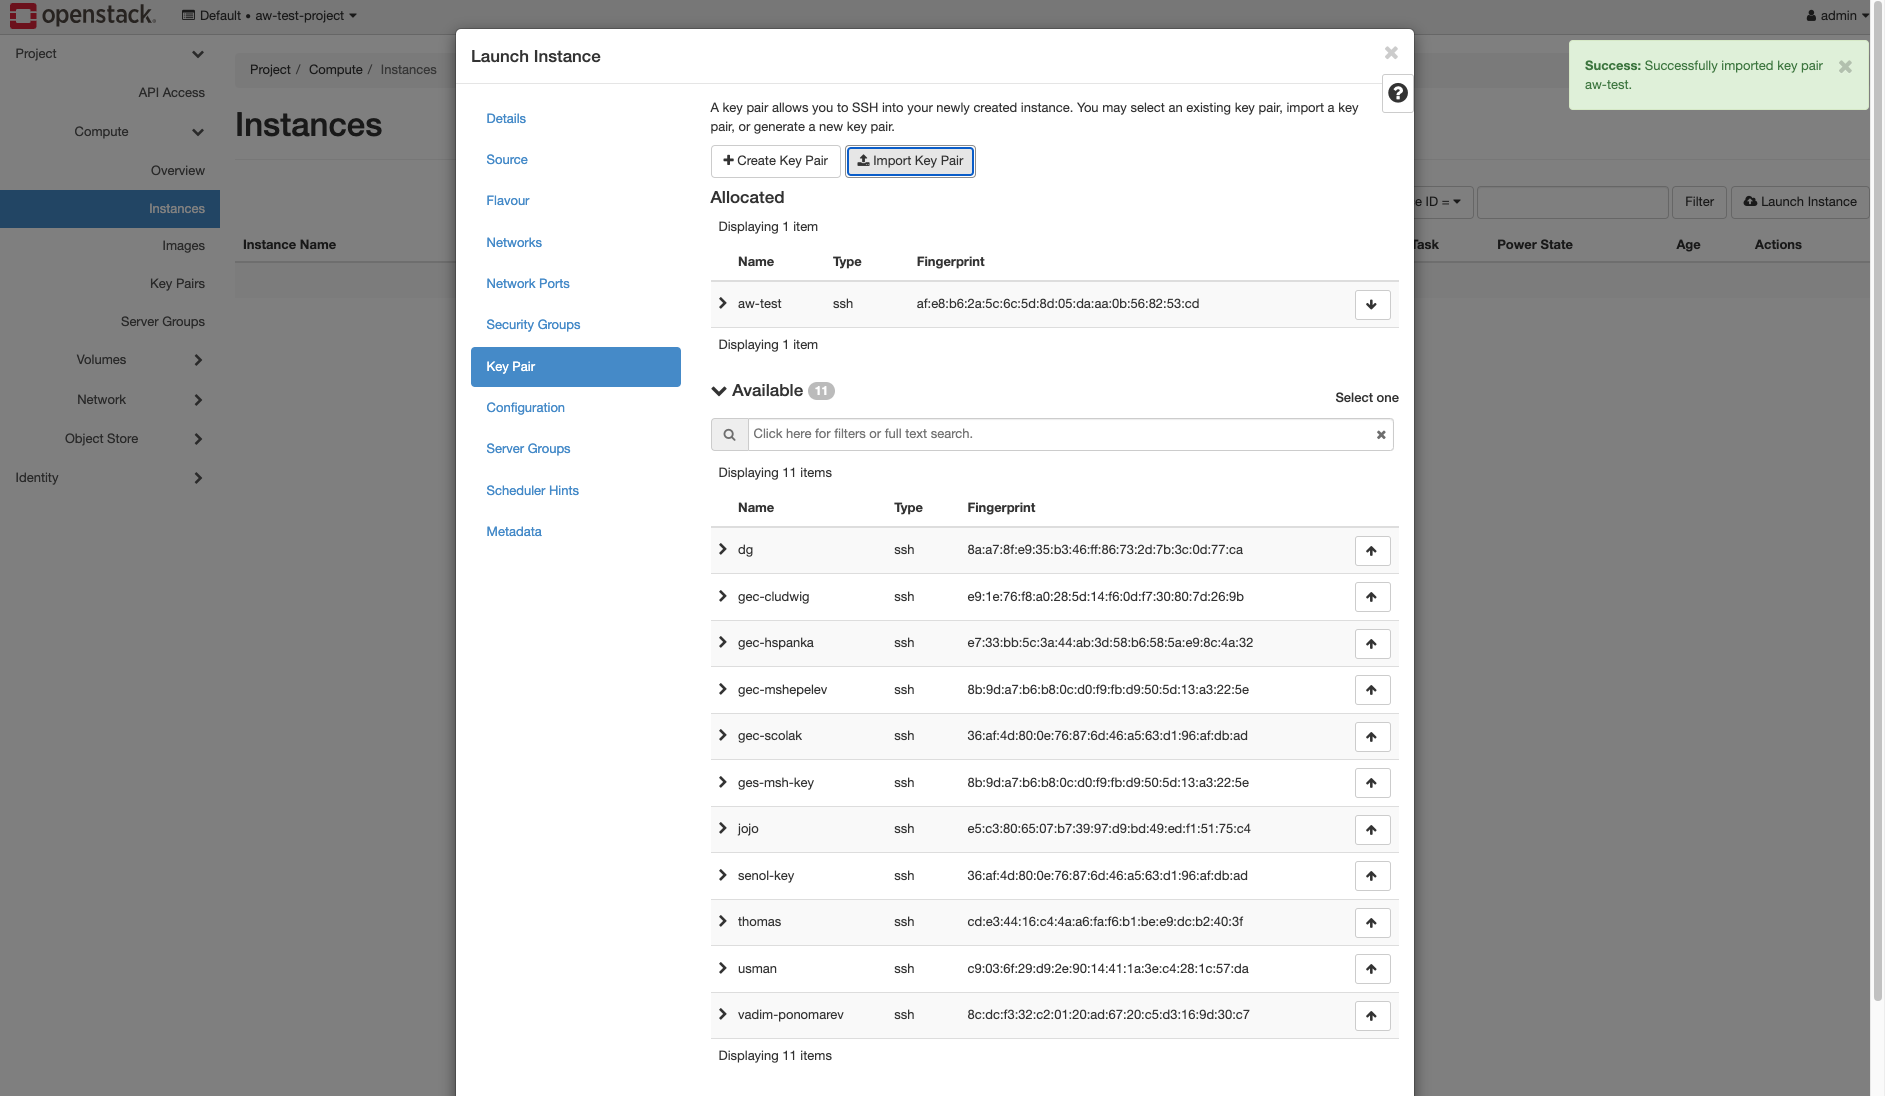 openstack. Default • aw-test-project admin
Project
API Access
Compute
Overview
Instances
Images
Key Pairs
Server Groups
Volumes
Network
Object Store
Identity
Project / Compute / Instances
Instances
e ID = Filter Launch Instance
Instance Name Task Power State Age Actions
Success: Successfully imported key pair
aw-test.
Launch Instance
Details
Source
Flavour
Networks
Network Ports
Security Groups
Key Pair
Configuration
Server Groups
Scheduler Hints
Metadata
A key pair allows you to SSH into your newly created instance. You may select an existing key pair, import a key
pair, or generate a new key pair.
Create Key Pair Import Key Pair
Allocated
Displaying 1 item
Name Type Fingerprint
aw-test ssh af:e8:b6:2a:5c:6c:5d:8d:05:da:aa:0b:56:82:53:cd
Displaying 1 item
Available 11 Select one
Click here for filters or full text search.
Displaying 11 items
Name Type Fingerprint
dg ssh 8a:a7:8f:e9:35:b3:46:ff:86:73:2d:7b:3c:0d:77:ca
gec-cludwig ssh e9:1e:76:f8:a0:28:5d:14:f6:0d:f7:30:80:7d:26:9b
gec-hspanka ssh e7:33:bb:5c:3a:44:ab:3d:58:b6:58:5a:e9:8c:4a:32
gec-mshepelev ssh 8b:9d:a7:b6:b8:0c:d0:f9:fb:d9:50:5d:13:a3:22:5e
gec-scolak ssh 36:af:4d:80:0e:76:87:6d:46:a5:63:d1:96:af:db:ad
ges-msh-key ssh 8b:9d:a7:b6:b8:0c:d0:f9:fb:d9:50:5d:13:a3:22:5e
jojo ssh e5:c3:80:65:07:b7:39:97:d9:bd:49:ed:f1:51:75:c4
senol-key ssh 36:af:4d:80:0e:76:87:6d:46:a5:63:d1:96:af:db:ad
thomas ssh cd:e3:44:16:c4:4a:a6:fa:f6:b1:be:e9:dc:b2:40:3f
usman ssh c9:03:6f:29:d9:2e:90:14:41:1a:3e:c4:28:1c:57:da
vadim-ponomarev ssh 8c:dc:f3:32:c2:01:20:ad:67:20:c5:d3:16:9d:30:c7
Displaying 11 items